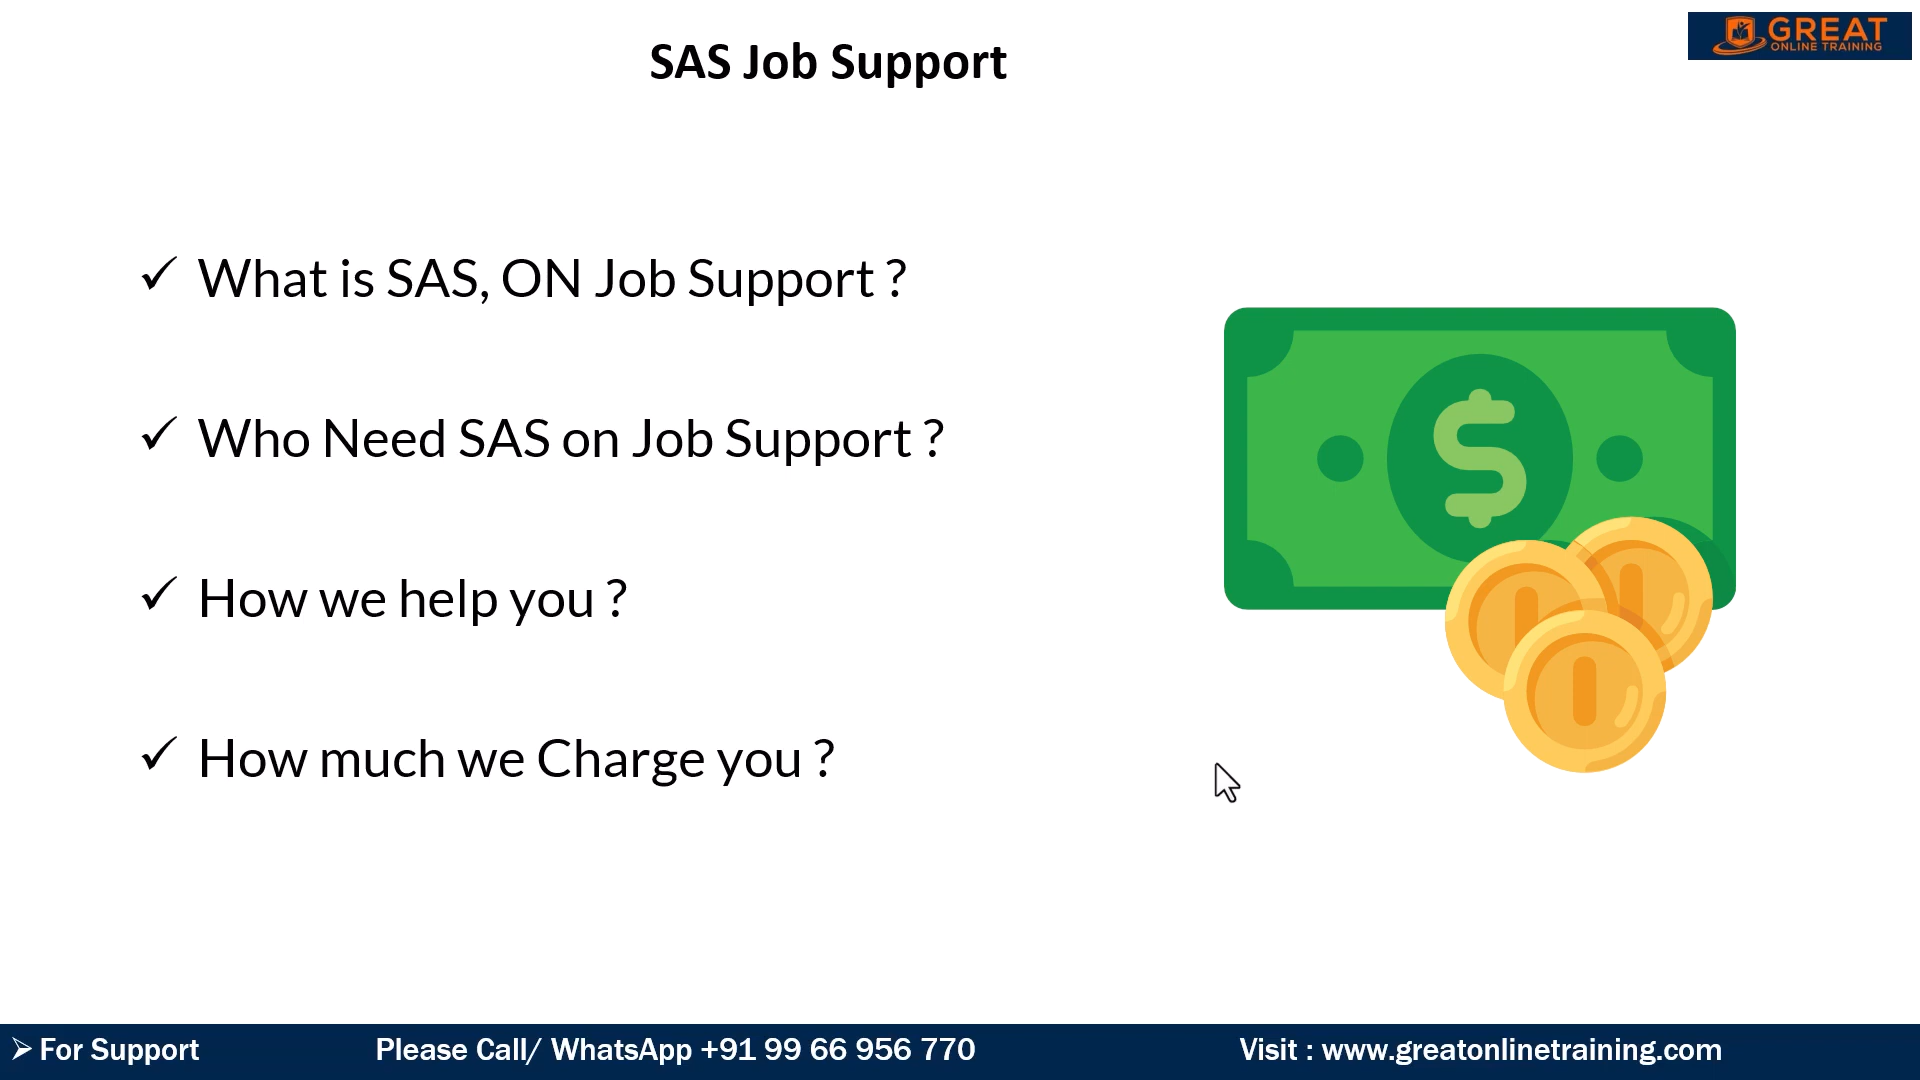 SAS Job Support
GREAT
ONLINE TRAINING
✓ What is SAS, ON Job Support ?
✓ Who Need SAS on Job Support ?
✓ How we help you ?
✓ How much we Charge you ?
$
➢ For Support Please Call/ WhatsApp +91 99 66 956 770 Visit : www.greatonlinetraining.com